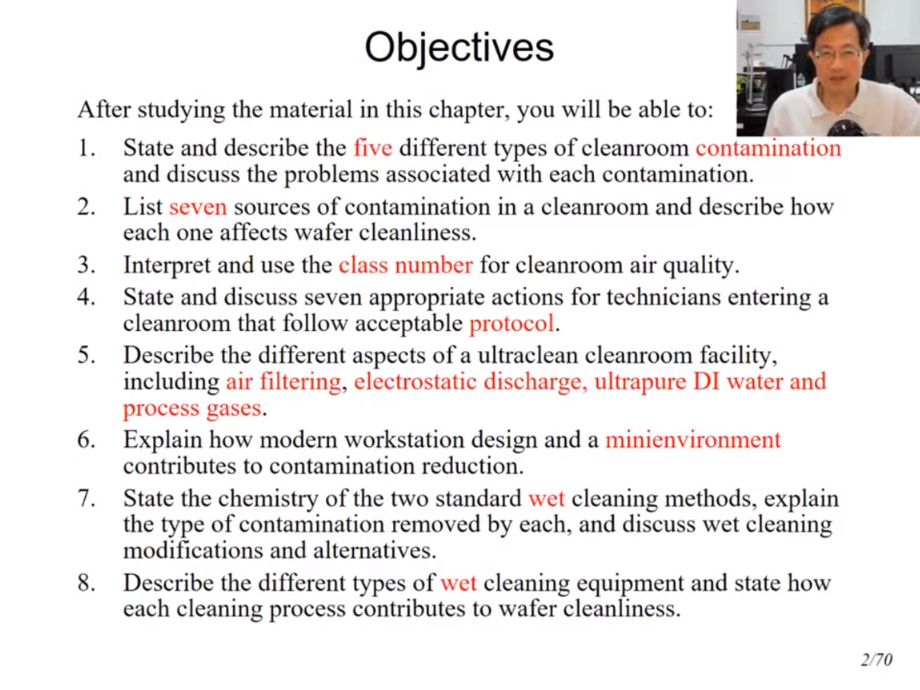 Objectives
After studying the material in this chapter, you will be able to:
1. State and describe the five different types of cleanroom contamination
and discuss the problems associated with each contamination.
2. List seven sources of contamination in a cleanroom and describe how
each one affects wafer cleanliness.
3. Interpret and use the class number for cleanroom air quality.
4. State and discuss seven appropriate actions for technicians entering a
cleanroom that follow acceptable protocol.
5. Describe the different aspects of a ultraclean cleanroom facility,
including air filtering, electrostatic discharge, ultrapure DI water and
process gases.
6. Explain how modern workstation design and a minienvironment
contributes to contamination reduction.
7. State the chemistry of the two standard wet cleaning methods, explain
the type of contamination removed by each, and discuss wet cleaning
modifications and alternatives.
8. Describe the different types of wet cleaning equipment and state how
each cleaning process contributes to wafer cleanliness.
2/70